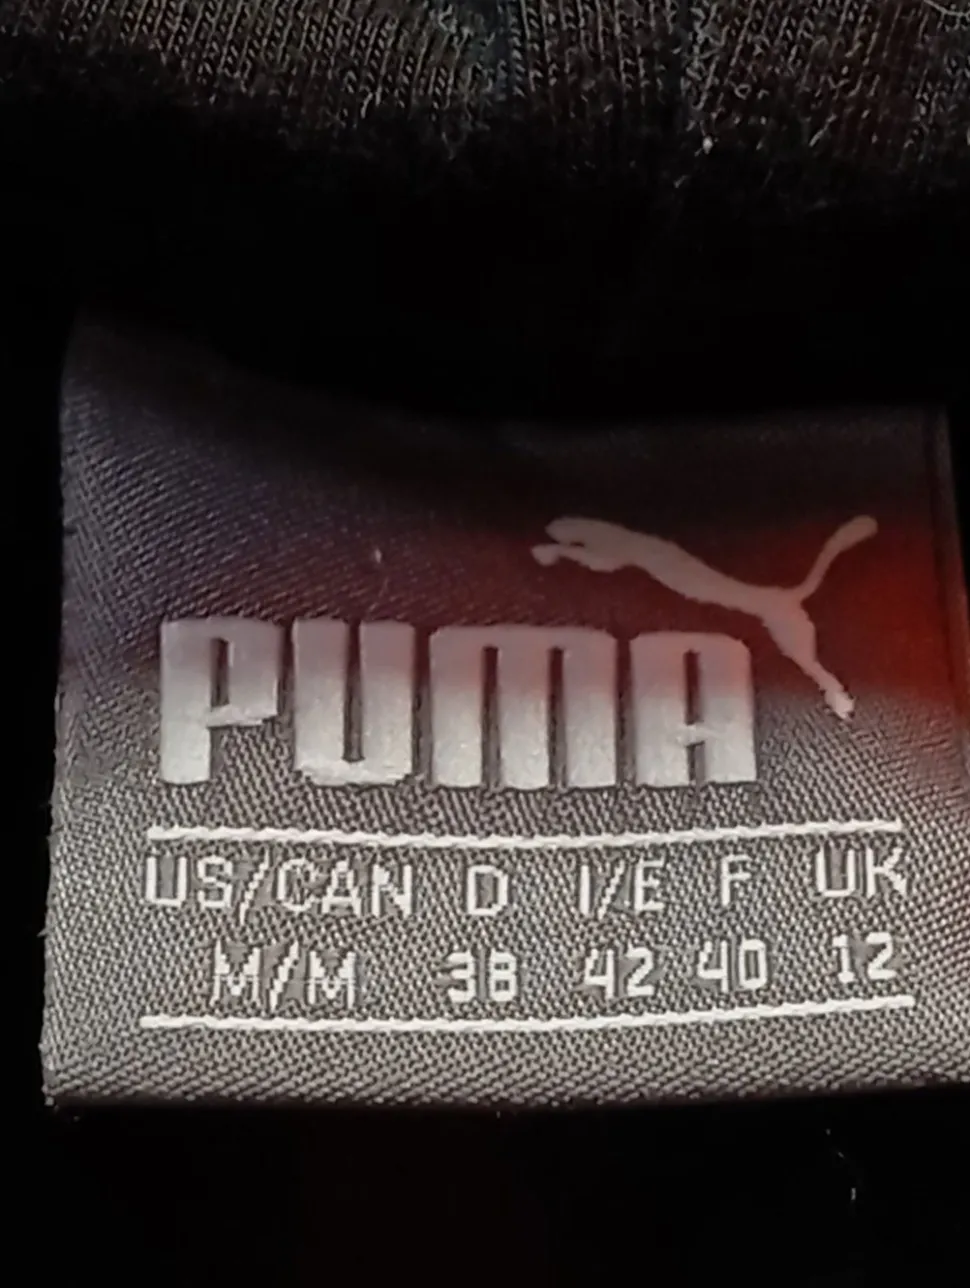 PUMA
US/CAN D I/E F UK
M/M 38 42 40 12